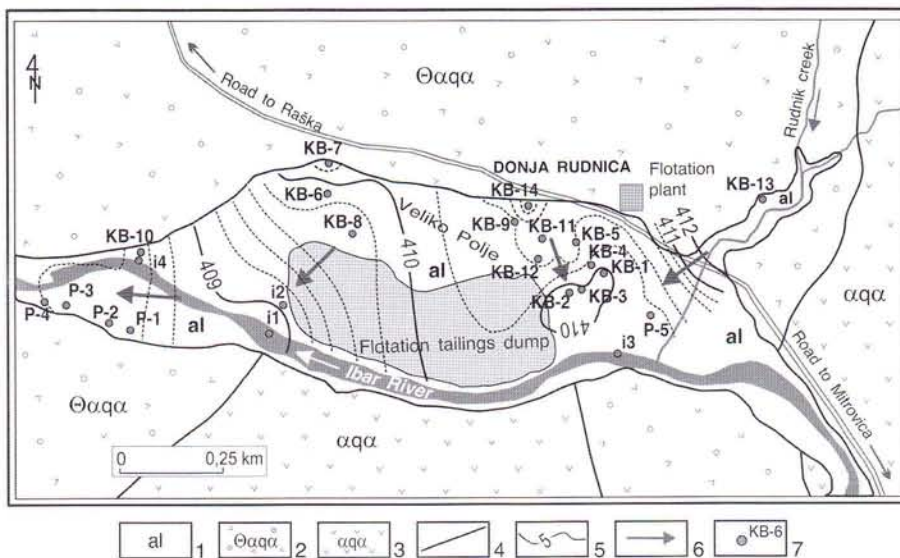 4
N
Θαqα
Road to Raška
Rudnik creek
KB-7
DONJA RUDNICA
Flotation
plant
KB-13
al
KB-6
KB-14
Veliko Polje
KB-9
KB-11
KB-8
KB-5
KB-4
412
411
KB-10
i4
409
410
al
KB-12
KB-1
KB-2
KB-3
αqα
P-3
P-4
P-2
P-1
al
i2
i1
410
P-5
al
Flotation tailings dump
i3
Ibar River
Road to Mitrovica
Θαqα
αqα
0 0,25 km
al 1 Θαqα 2 αqα 3 4 5 5 6 KB-6 7